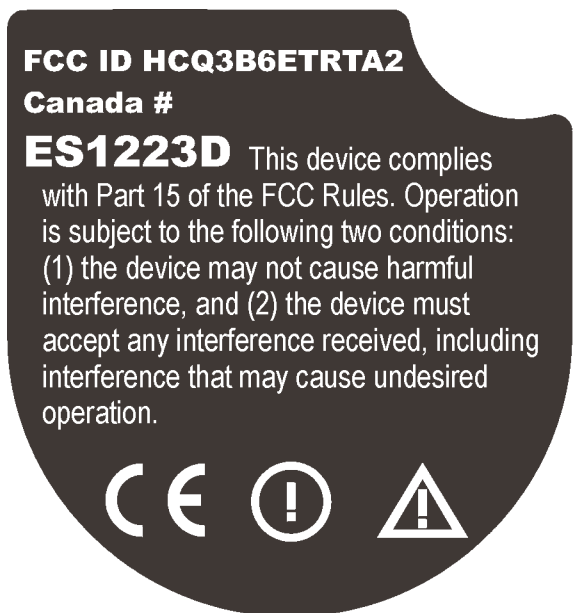 FCC ID HCQ3B6ETRTA2
Canada #
ES1223D This device complies
with Part 15 of the FCC Rules. Operation
is subject to the following two conditions:
(1) the device may not cause harmful
interference, and (2) the device must
accept any interference received, including
interference that may cause undesired
operation.
CE ! !